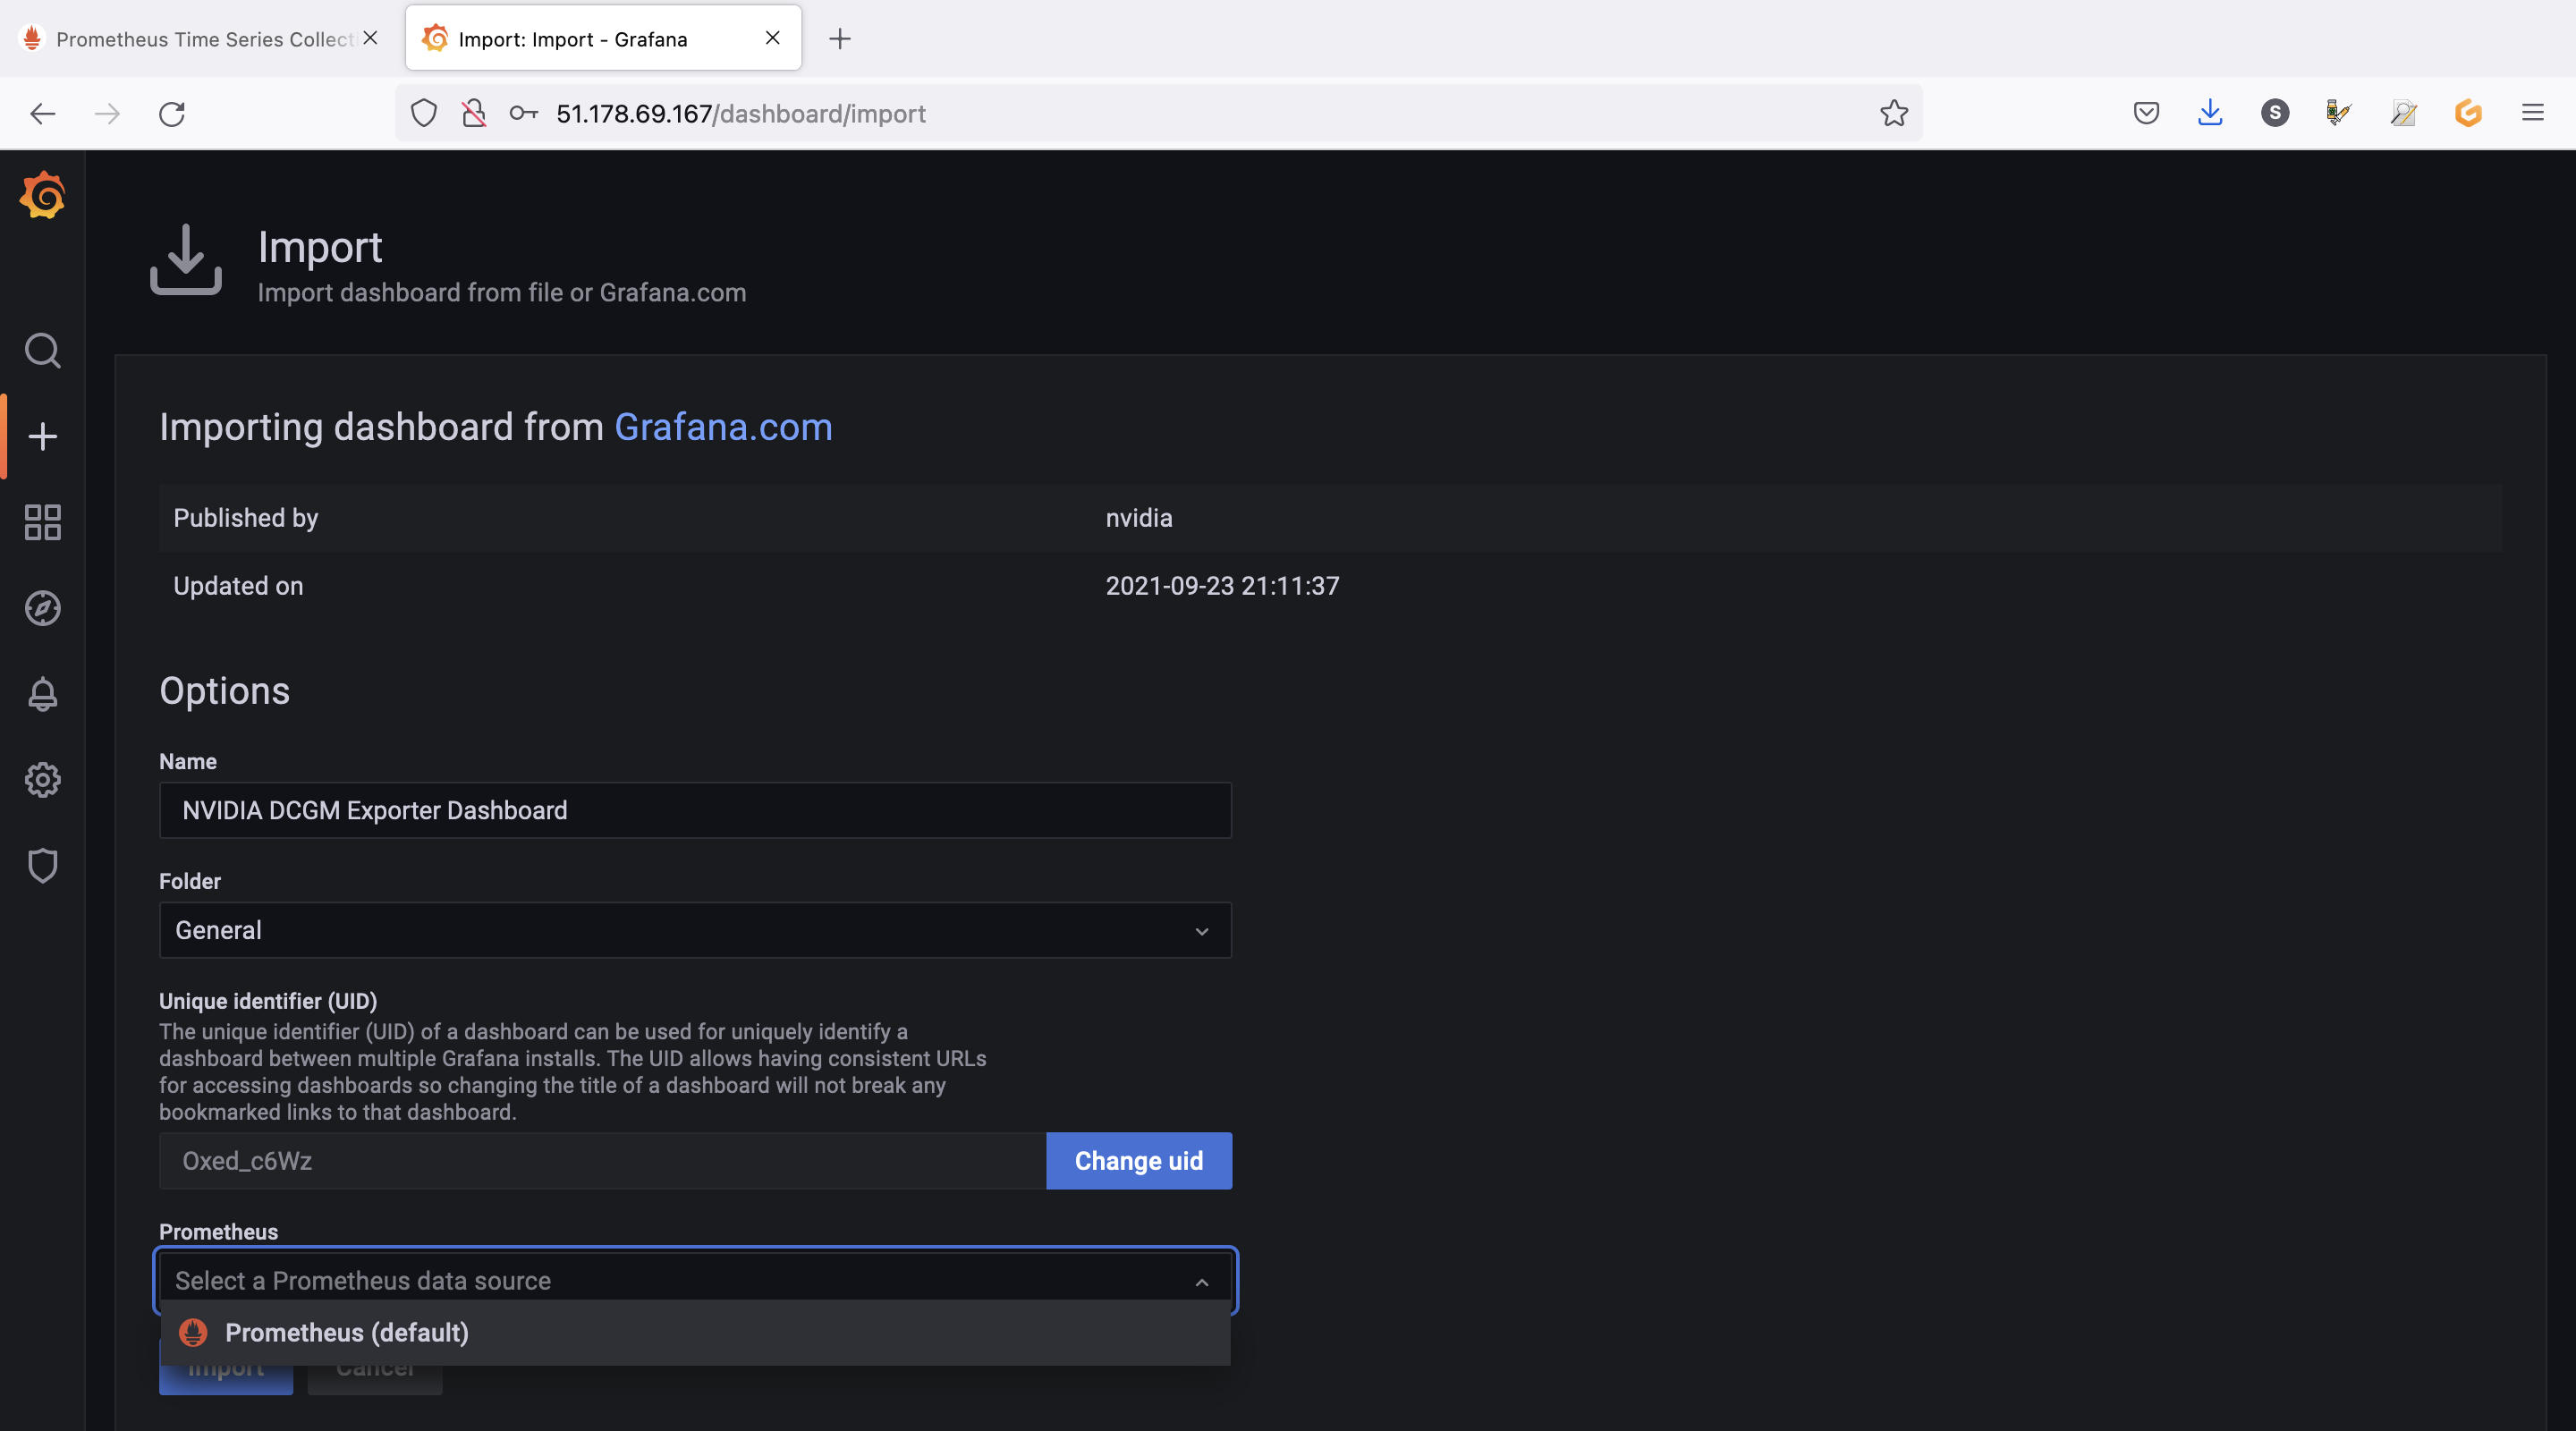 Prometheus Time Series Collect
Import: Import - Grafana
51.178.69.167/dashboard/import
S
Import
Import dashboard from file or Grafana.com
Importing dashboard from Grafana.com
Published by nvidia
Updated on 2021-09-23 21:11:37
Options
Name
NVIDIA DCGM Exporter Dashboard
Folder
General
Unique identifier (UID)
The unique identifier (UID) of a dashboard can be used for uniquely identify a
dashboard between multiple Grafana installs. The UID allows having consistent URLs
for accessing dashboards so changing the title of a dashboard will not break any
bookmarked links to that dashboard.
Oxed_c6Wz Change uid
Prometheus
Select a Prometheus data source
Prometheus (default)
Import Cancel